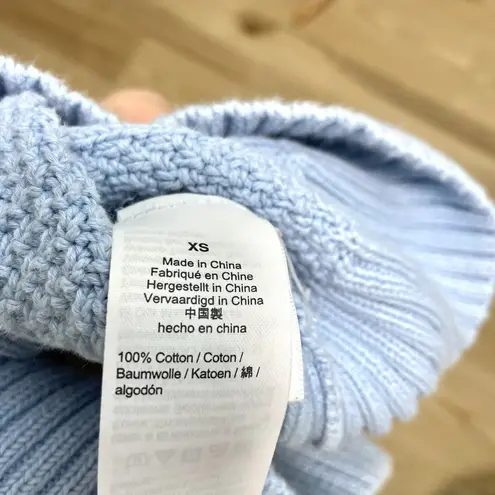 XS
Made in China
Fabriqué en Chine
Hergestellt in China
Vervaardigd in China
中国製
hecho en china
100% Cotton / Coton /
Baumwolle / Katoen / 綿 /
algodón